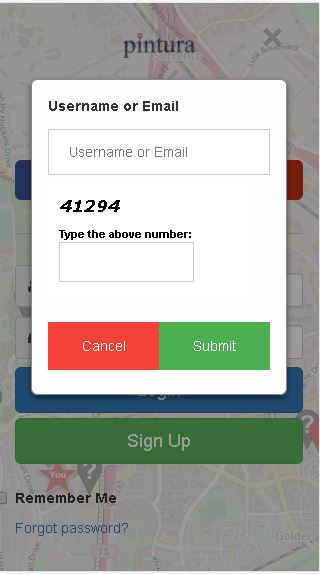 pintura
Username or Email
Username or Email
41294
Type the above number:
Cancel
Submit
Login
Sign Up
You
Remember Me
Forgot password?